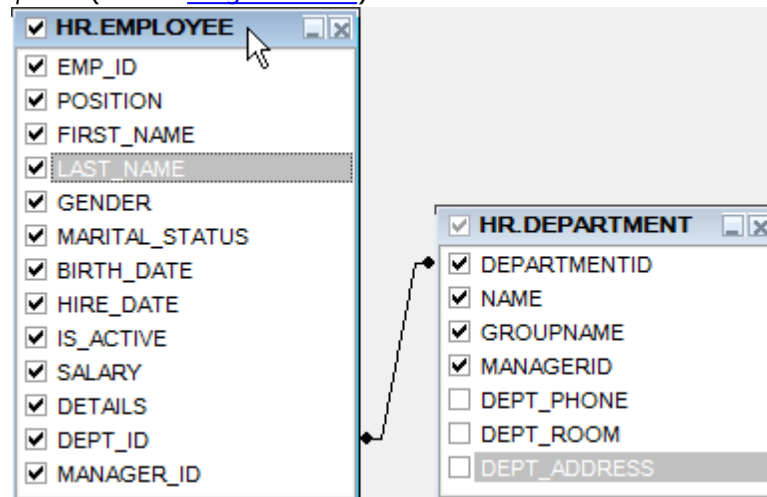 HR.EMPLOYEE
EMP_ID
POSITION
FIRST_NAME
LAST_NAME
GENDER
MARITAL_STATUS
BIRTH_DATE
HIRE_DATE
IS_ACTIVE
SALARY
DETAILS
DEPT_ID
MANAGER_ID
HR.DEPARTMENT
DEPARTMENTID
NAME
GROUPNAME
MANAGERID
DEPT_PHONE
DEPT_ROOM
DEPT_ADDRESS